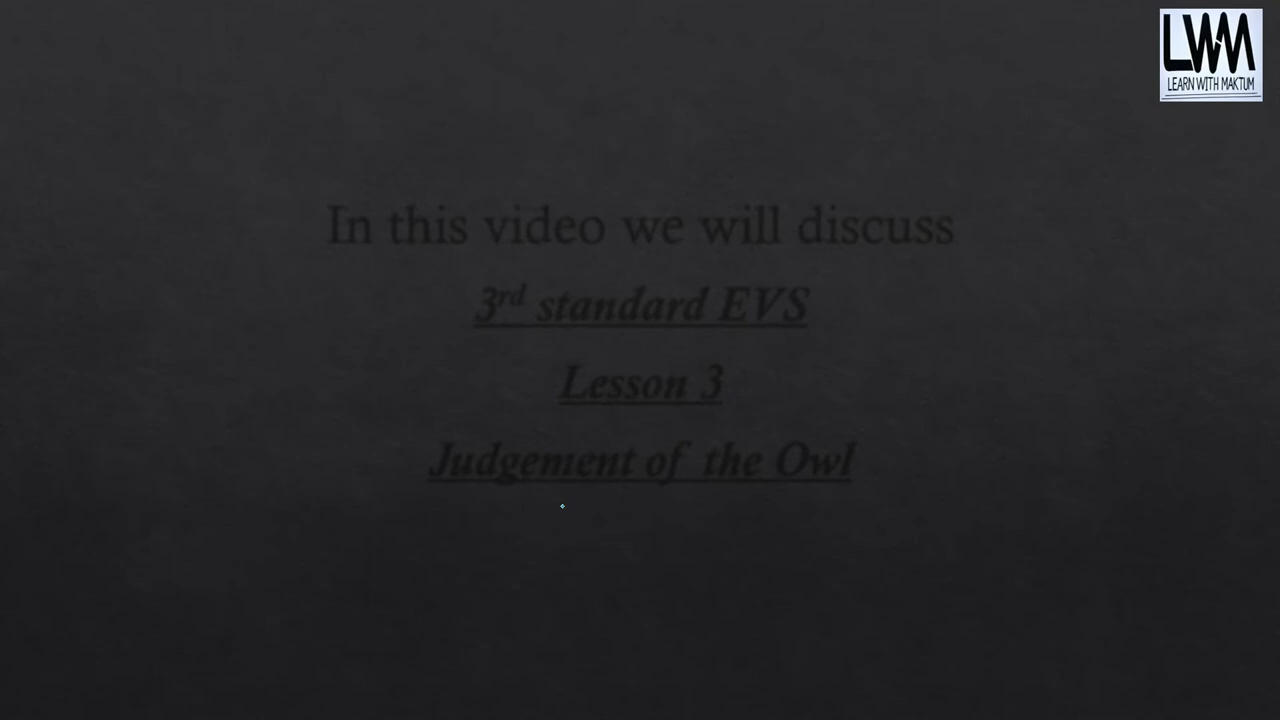 LWM
LEARN WITH MAKTUM
In this video we will discuss
3rd standard EVS
Lesson 3
Judgement of the Owl